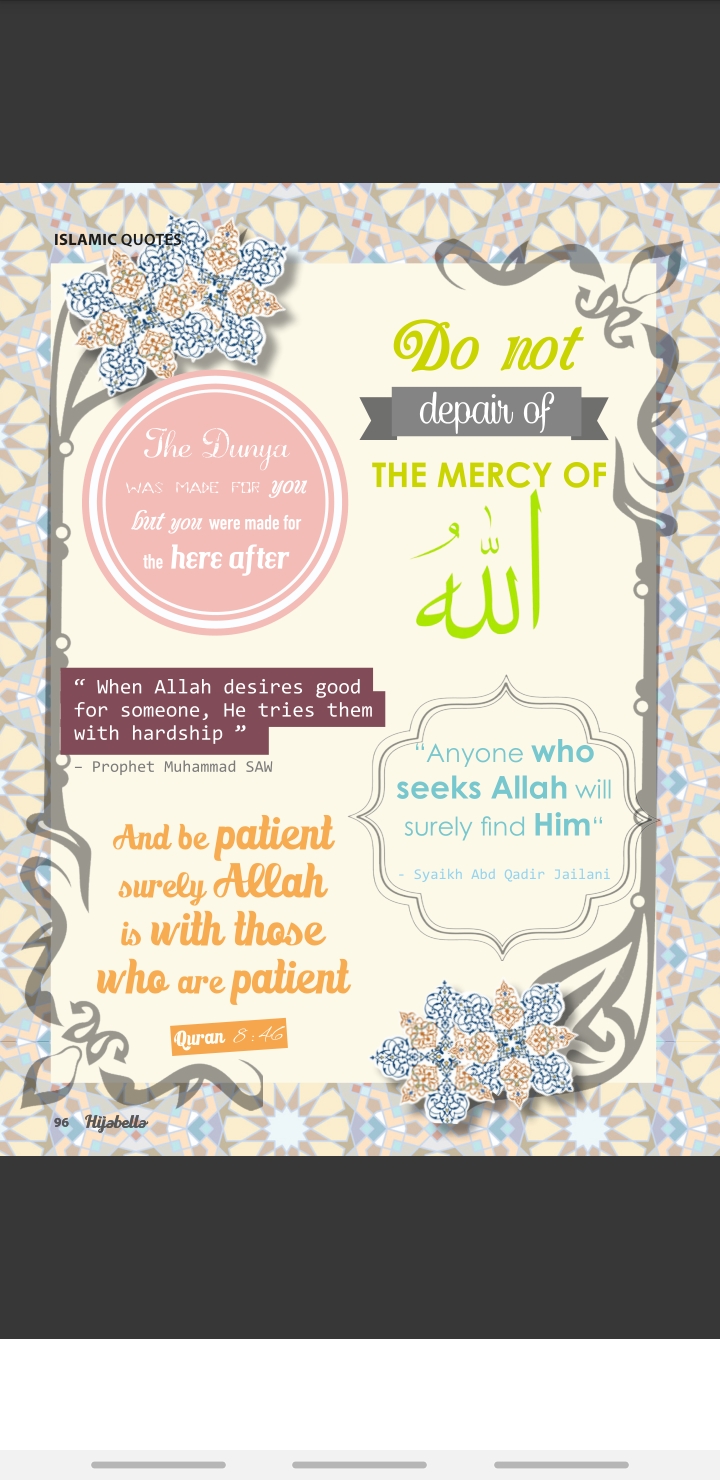 ISLAMIC QUOTES
The Dunya
WAS MADE FOR you
but you were made for
the here after
Do not
depair of
THE MERCY OF
الله
“ When Allah desires good
for someone, He tries them
with hardship ”
– Prophet Muhammad SAW
“Anyone who
seeks Allah will
surely find Him“
- Syaikh Abd Qadir Jailani
And be patient
surely Allah
is with those
who are patient
Quran 8:46
96 Hijabella